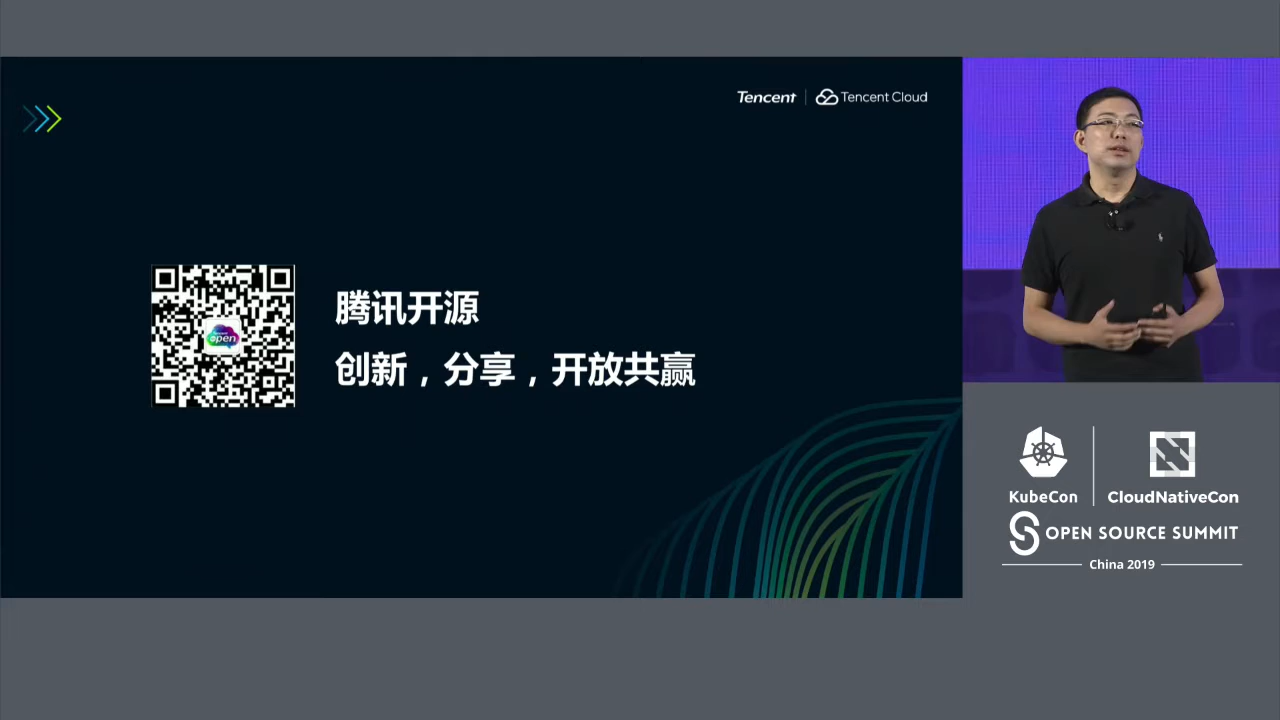 Tencent | Tencent Cloud
open
腾讯开源
创新，分享，开放共赢
KubeCon
CloudNativeCon
OPEN SOURCE SUMMIT
China 2019